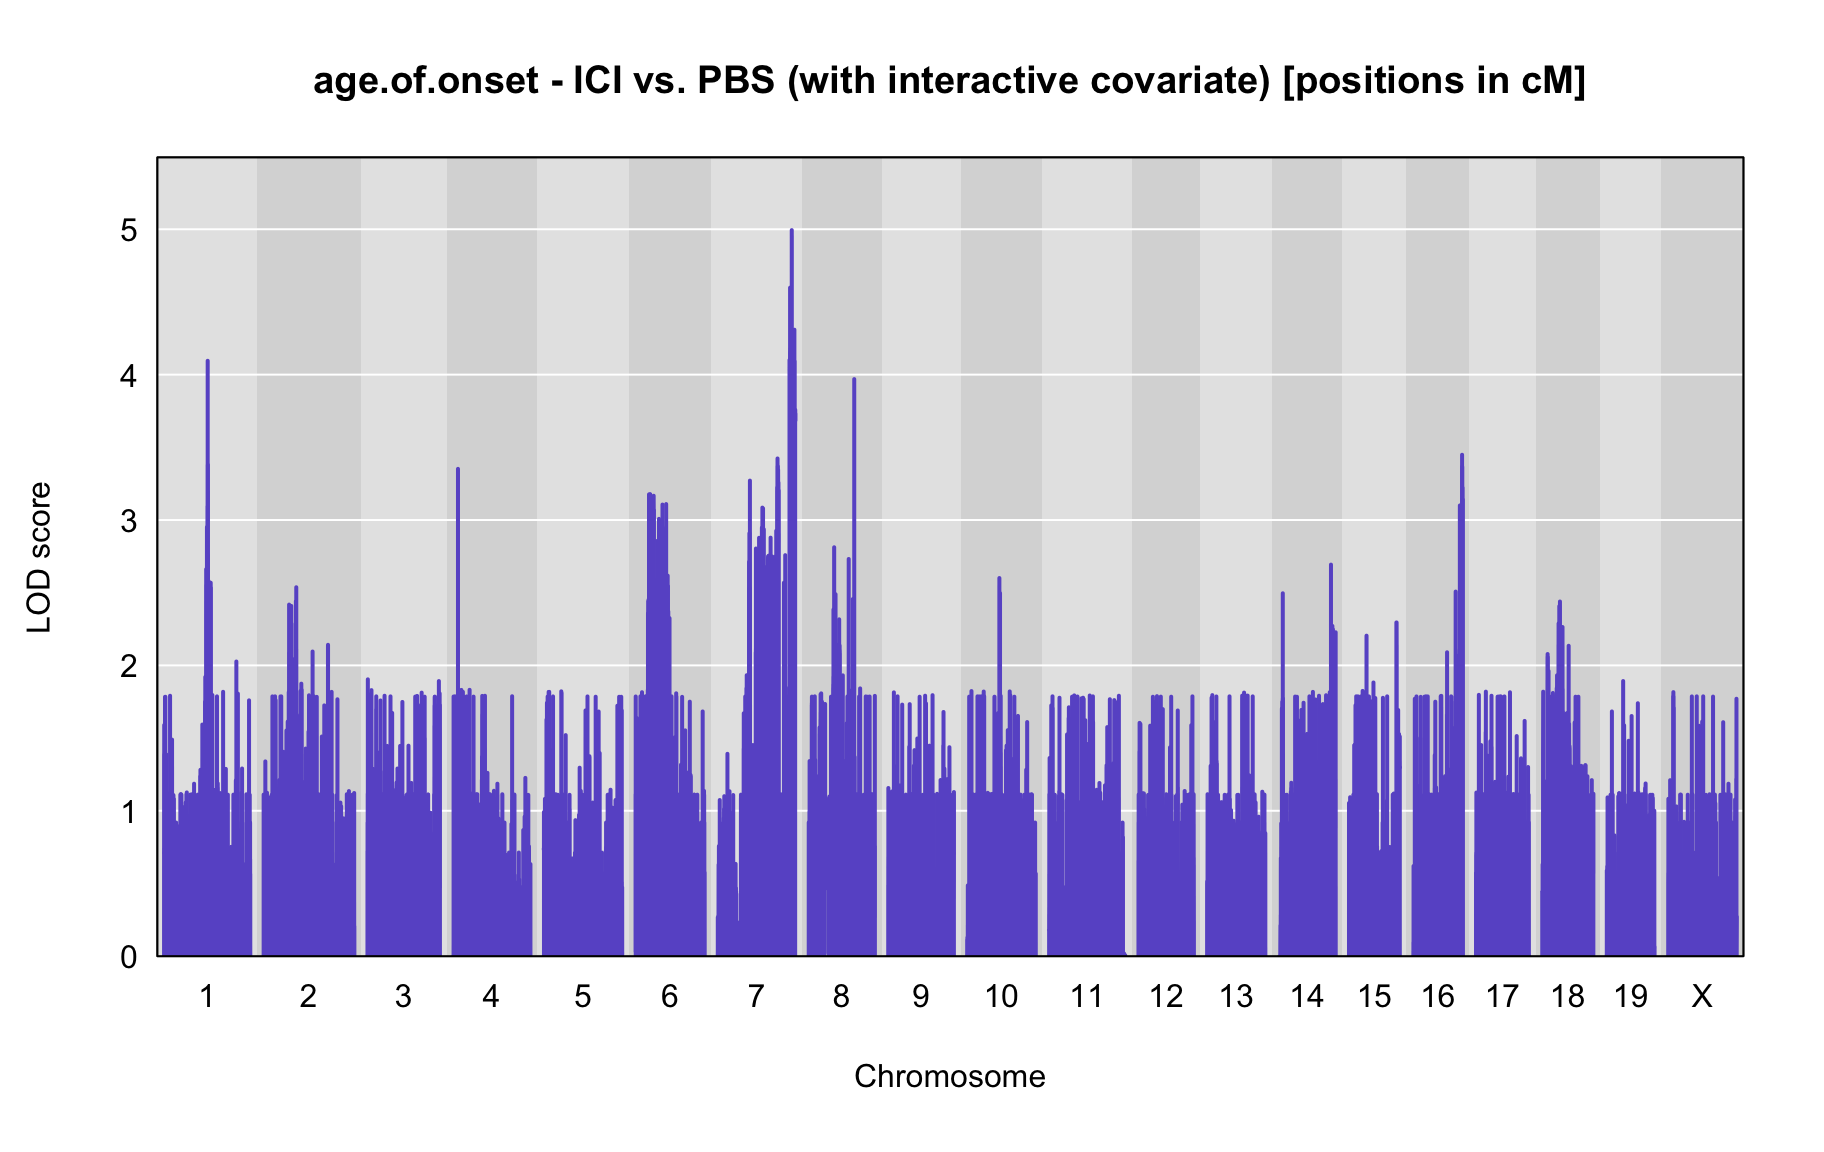 age.of.onset - ICI vs. PBS (with interactive covariate) [positions in cM]
LOD score
5
4
3
2
1
0
1 2 3 4 5 6 7 8 9 10 11 12 13 14 15 16 17 18 19 X
Chromosome